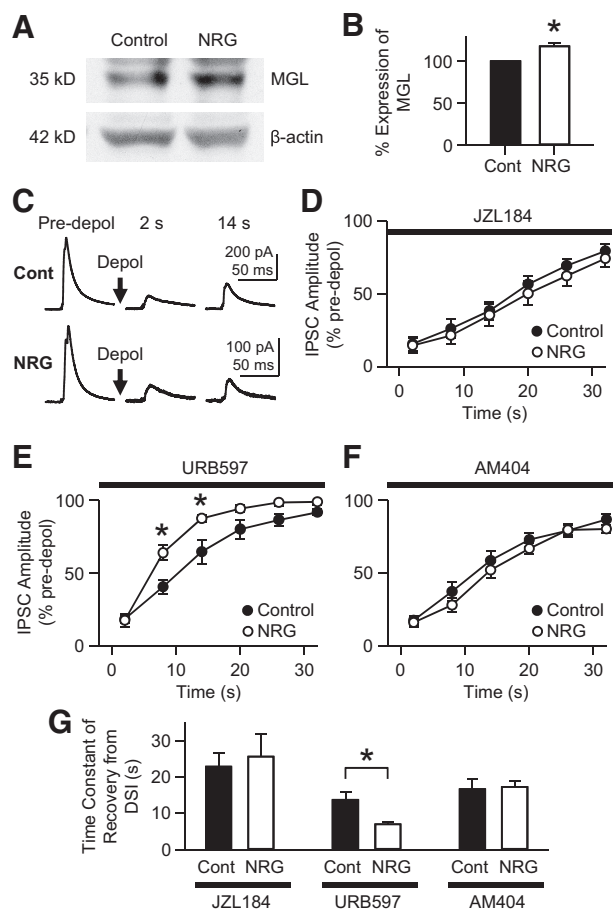 A
Control NRG
35 kD MGL
42 kD β-actin
B
% Expression of
MGL
100
50
0
*
Cont NRG
C
Pre-depol 2 s 14 s
Cont
Depol
200 pA
50 ms
NRG
Depol
100 pA
50 ms
D
JZL184
IPSC Amplitude
(% pre-depol)
100
50
0
Control
NRG
0 10 20 30
Time (s)
E
URB597
IPSC Amplitude
(% pre-depol)
100
50
0
* *
Control
NRG
0 10 20 30
Time (s)
F
AM404
100
50
0
Control
NRG
0 10 20 30
Time (s)
G
Time Constant of
Recovery from
DSI (s)
30
20
10
0
*
Cont NRG Cont NRG Cont NRG
JZL184 URB597 AM404